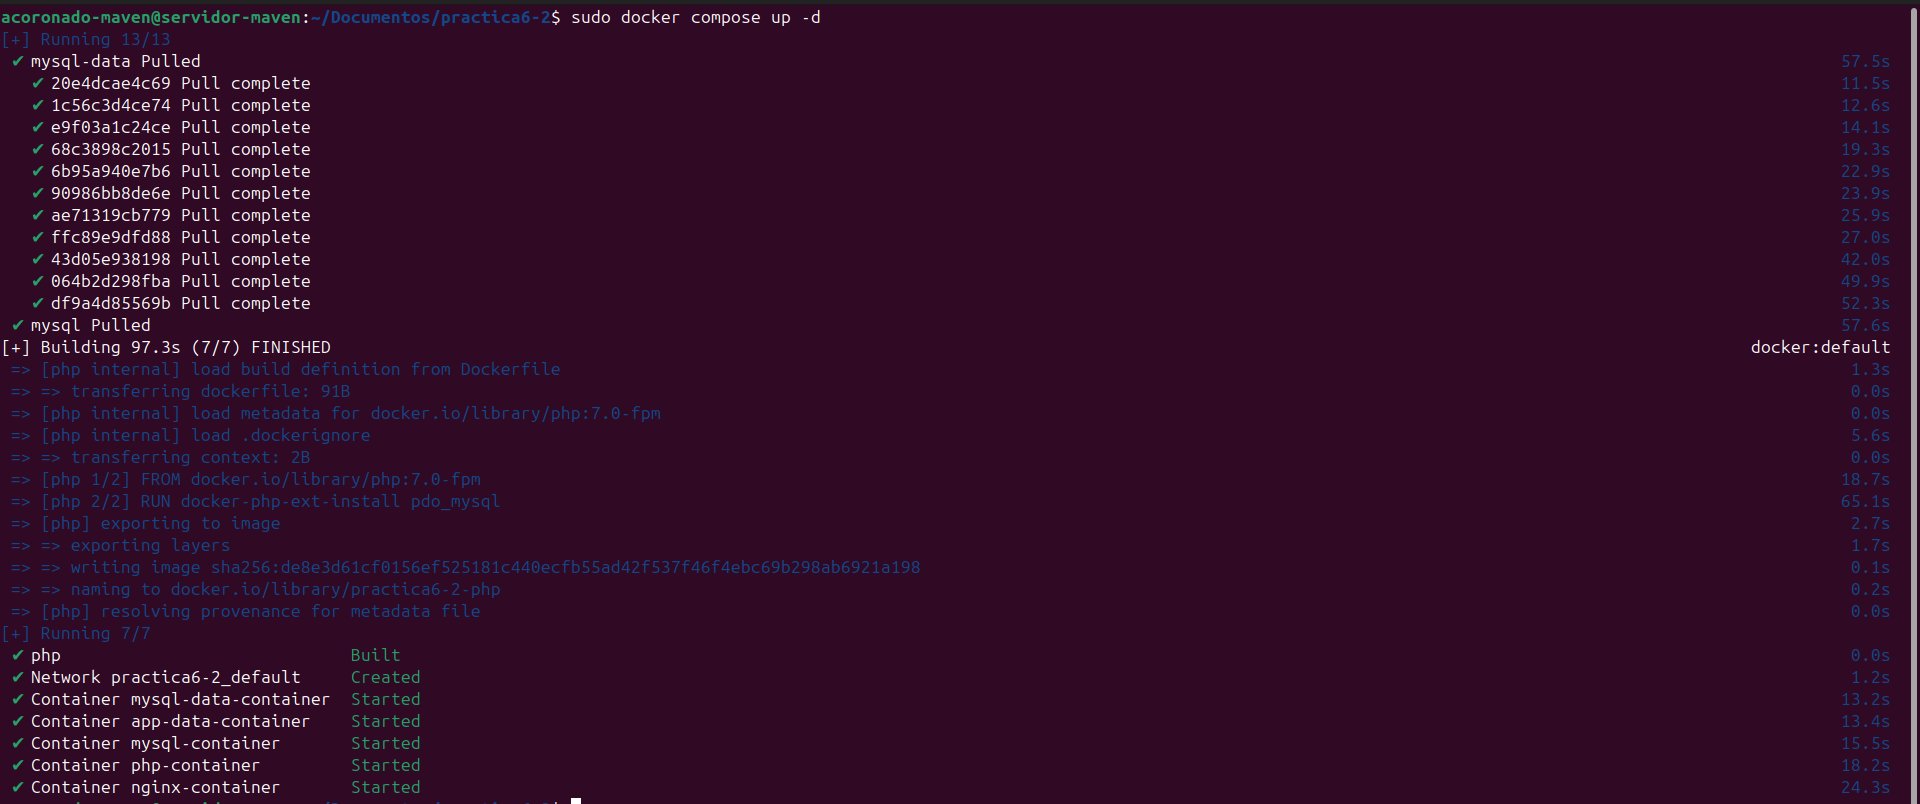 acoronado-maven@servidor-maven:~/Documentos/practica6-2$ sudo docker compose up -d
[+] Running 13/13
✔ mysql-data Pulled 57.5s
✔ 20e4dcae4c69 Pull complete 11.5s
✔ 1c56c3d4ce74 Pull complete 12.6s
✔ e9f03a1c24ce Pull complete 14.1s
✔ 68c3898c2015 Pull complete 19.3s
✔ 6b95a940e7b6 Pull complete 22.9s
✔ 90986bb8de6e Pull complete 23.9s
✔ ae71319cb779 Pull complete 25.9s
✔ ffc89e9dfd88 Pull complete 27.0s
✔ 43d05e938198 Pull complete 42.0s
✔ 064b2d298fba Pull complete 49.9s
✔ df9a4d85569b Pull complete 52.3s
✔ mysql Pulled 57.6s
[+] Building 97.3s (7/7) FINISHED docker:default
=> [php internal] load build definition from Dockerfile 1.3s
=> => transferring dockerfile: 91B 0.0s
=> [php internal] load metadata for docker.io/library/php:7.0-fpm 0.0s
=> [php internal] load .dockerignore 5.6s
=> => transferring context: 2B 0.0s
=> [php 1/2] FROM docker.io/library/php:7.0-fpm 18.7s
=> [php 2/2] RUN docker-php-ext-install pdo_mysql 65.1s
=> [php] exporting to image 2.7s
=> => exporting layers 1.7s
=> => writing image sha256:de8e3d61cf0156ef525181c440ecfb55ad42f537f46f4ebc69b298ab6921a198 0.1s
=> => naming to docker.io/library/practica6-2-php 0.2s
=> [php] resolving provenance for metadata file 0.0s
[+] Running 7/7
✔ php Built 0.0s
✔ Network practica6-2_default Created 1.2s
✔ Container mysql-data-container Started 13.2s
✔ Container app-data-container Started 13.4s
✔ Container mysql-container Started 15.5s
✔ Container php-container Started 18.2s
✔ Container nginx-container Started 24.3s